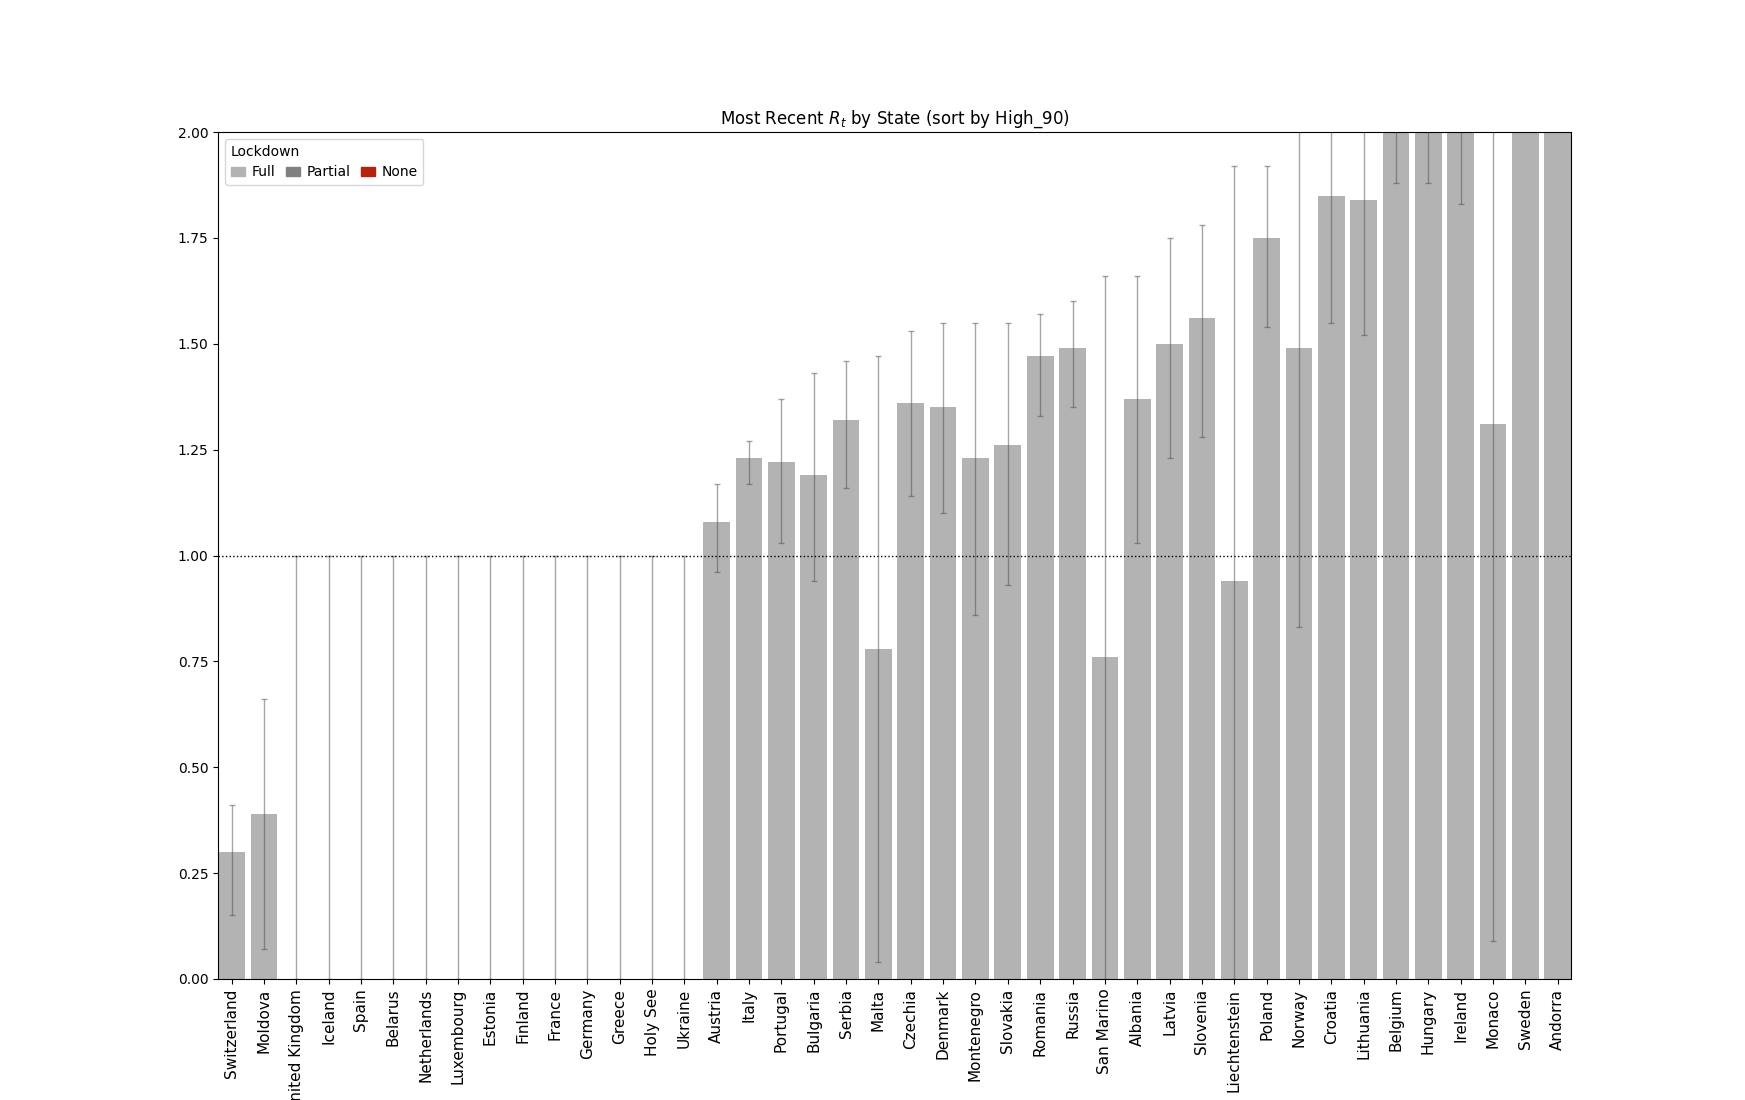 Most Recent R_t by State (sort by High_90)
Lockdown
Full Partial None
2.00
1.75
1.50
1.25
1.00
0.75
0.50
0.25
0.00
Switzerland
Moldova
nited Kingdom
Iceland
Spain
Belarus
Netherlands
Luxembourg
Estonia
Finland
France
Germany
Greece
Holy See
Ukraine
Austria
Italy
Portugal
Bulgaria
Serbia
Malta
Czechia
Denmark
Montenegro
Slovakia
Romania
Russia
San Marino
Albania
Latvia
Slovenia
Liechtenstein
Poland
Norway
Croatia
Lithuania
Belgium
Hungary
Ireland
Monaco
Sweden
Andorra